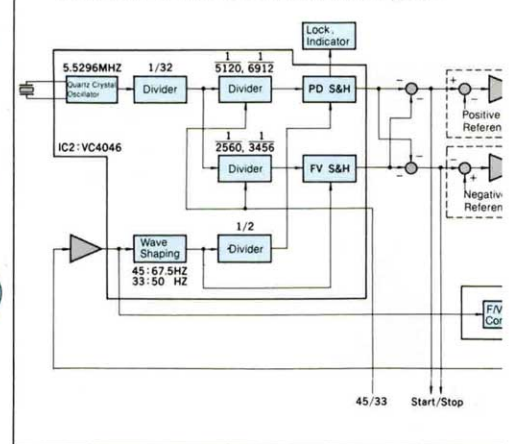 Lock
Indicator
5.5296MHZ
1/32
1 1
5120, 6912
Quartz Crystal
Oscillator
Divider
Divider
PD S&H
Positive
Referen
1 1
2560, 3456
IC2:VC4046
Divider
FV S&H
Negativ
Referen
1/2
Wave
Shaping
Divider
45:67.5HZ
33:50 HZ
F/V
Cor
45/33
Start/Stop